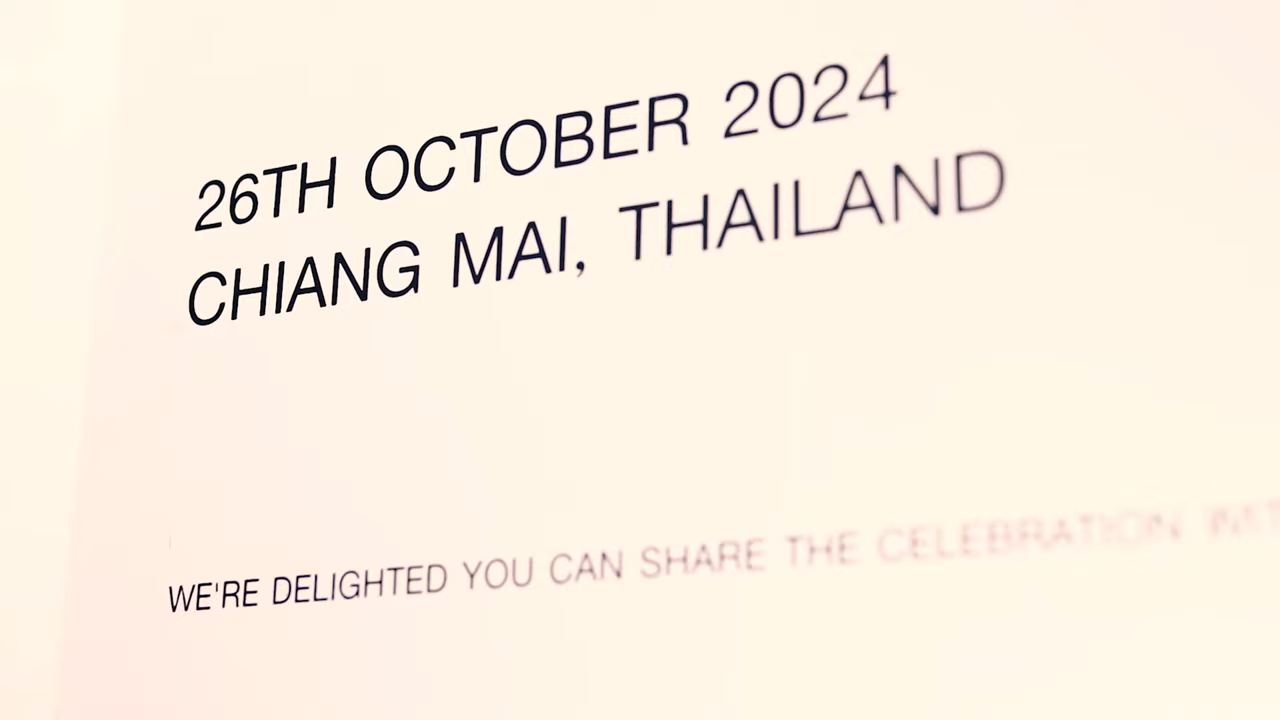 26TH OCTOBER 2024
CHIANG MAI, THAILAND
WE'RE DELIGHTED YOU CAN SHARE THE CELEBRATION